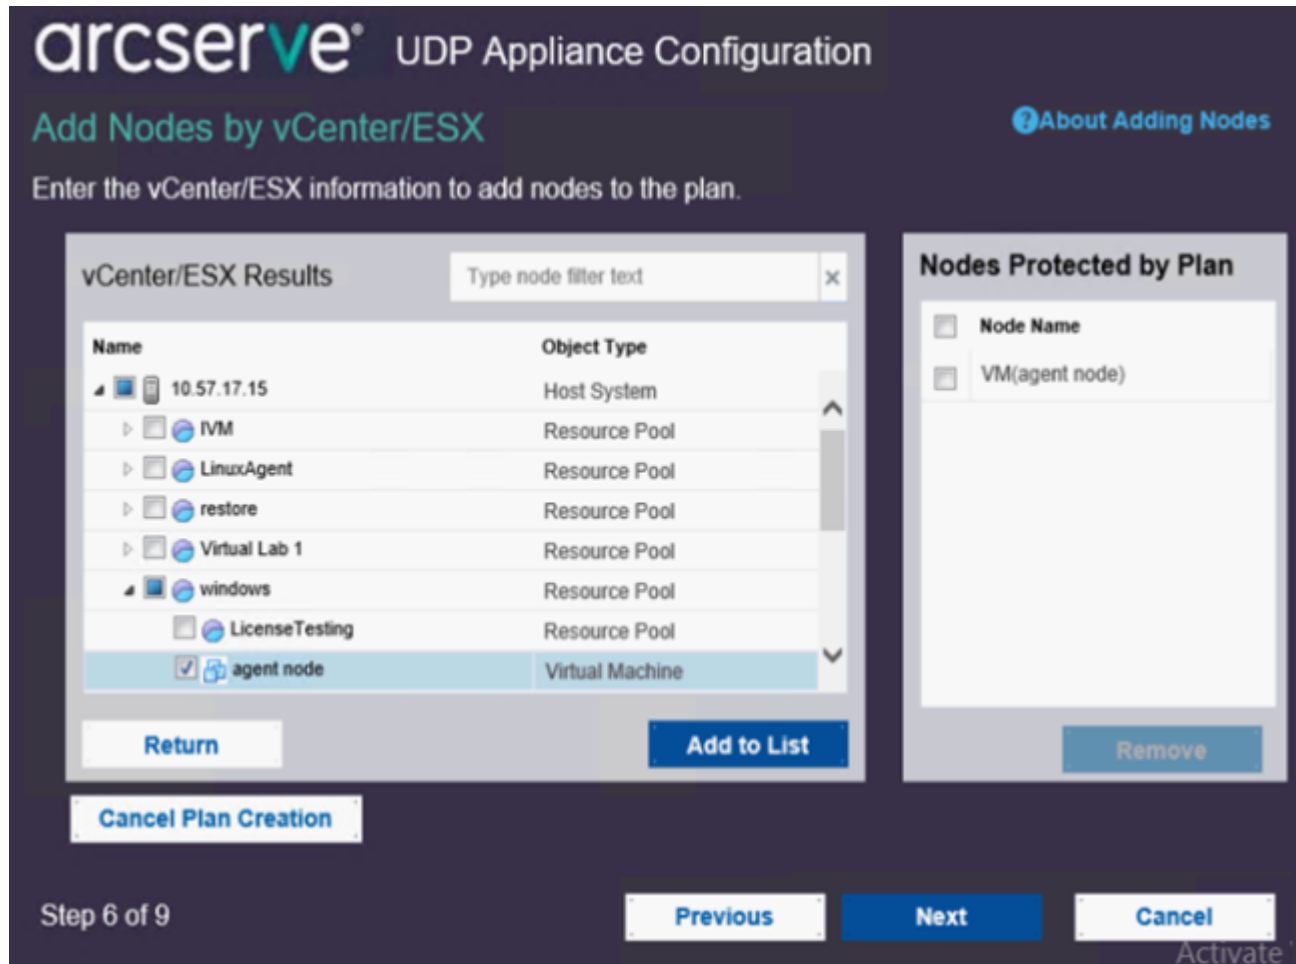 arcserve® UDP Appliance Configuration
Add Nodes by vCenter/ESX
?About Adding Nodes
Enter the vCenter/ESX information to add nodes to the plan.
vCenter/ESX Results
Type node filter text
Name Object Type
10.57.17.15 Host System
IVM Resource Pool
LinuxAgent Resource Pool
restore Resource Pool
Virtual Lab 1 Resource Pool
windows Resource Pool
LicenseTesting Resource Pool
agent node Virtual Machine
Return Add to List
Nodes Protected by Plan
Node Name
VM(agent node)
Remove
Cancel Plan Creation
Step 6 of 9 Previous Next Cancel
Activate